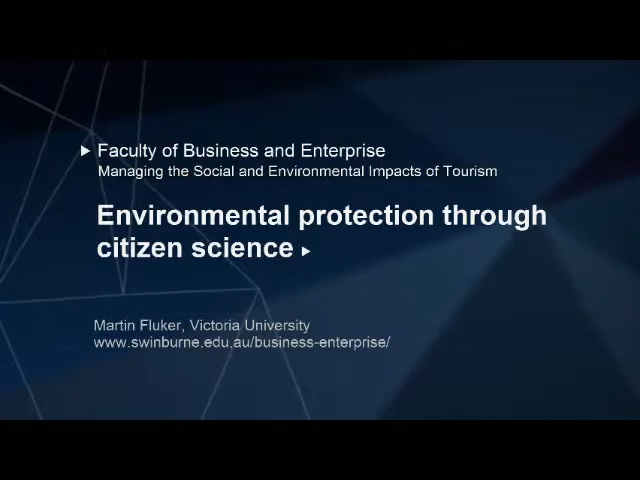 Faculty of Business and Enterprise
Managing the Social and Environmental Impacts of Tourism
Environmental protection through
citizen science
Martin Fluker, Victoria University
www.swinburne.edu.au/business-enterprise/